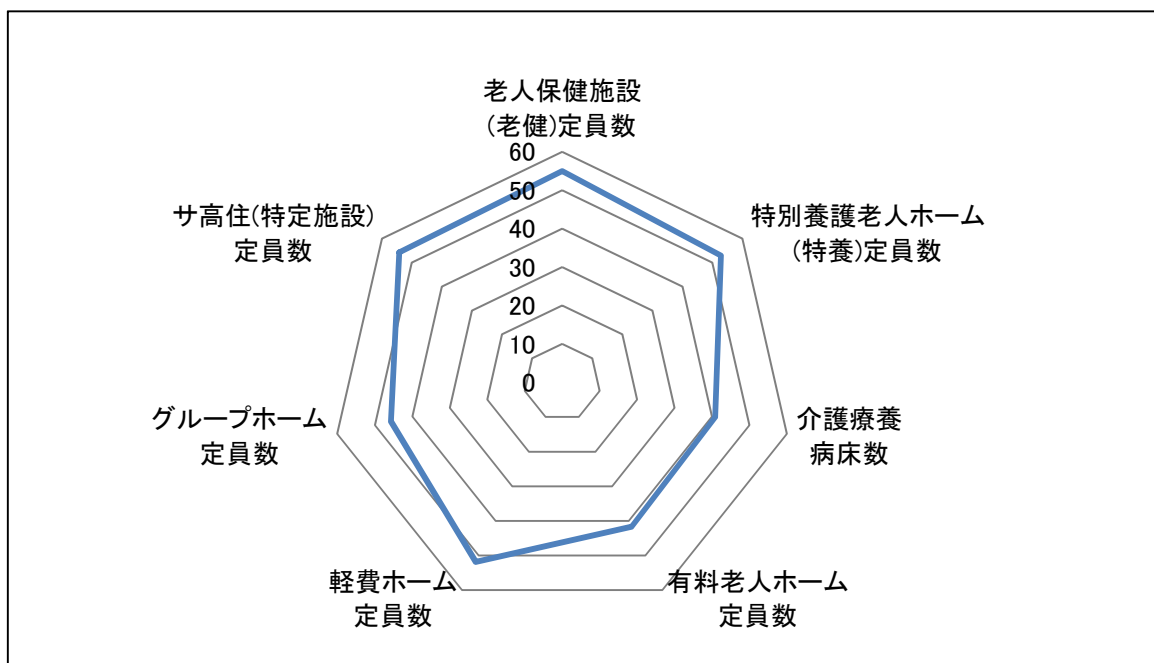 老人保健施設
(老健)定員数
特別養護老人ホーム
(特養)定員数
介護療養
病床数
有料老人ホーム
定員数
軽費ホーム
定員数
グループホーム
定員数
サ高住(特定施設)
定員数
60
50
40
30
20
10
0